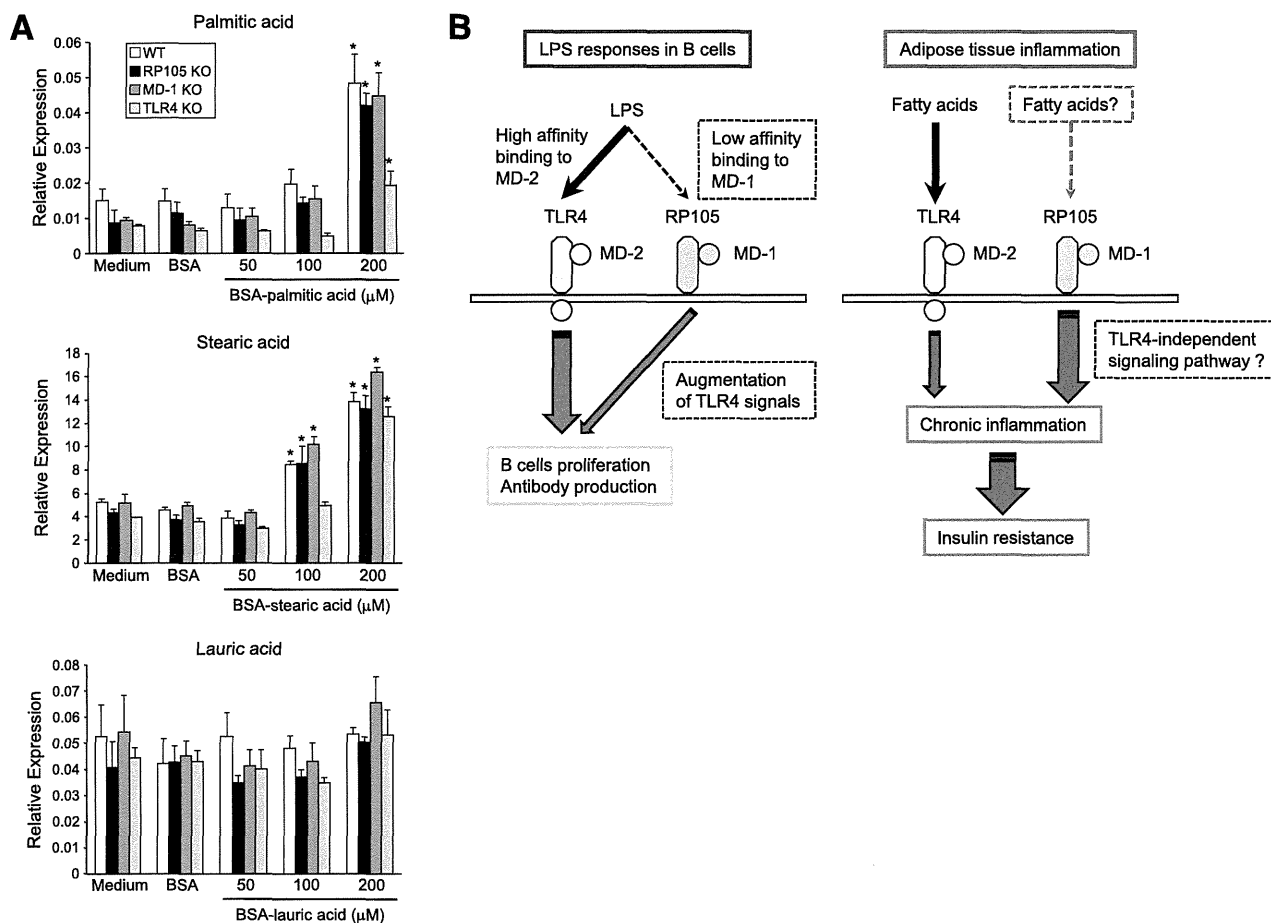 A
Palmitic acid
Relative Expression
0.06
0.05
0.04
0.03
0.02
0.01
0
WT
RP105 KO
MD-1 KO
TLR4 KO
* * * *
Medium BSA 50 100 200
BSA-palmitic acid (μM)
Stearic acid
Relative Expression
18
16
14
12
10
8
6
4
2
0
* * * * * * *
Medium BSA 50 100 200
BSA-stearic acid (μM)
Lauric acid
Relative Expression
0.08
0.07
0.06
0.05
0.04
0.03
0.02
0.01
0
Medium BSA 50 100 200
BSA-lauric acid (μM)
B
LPS responses in B cells
LPS
High affinity
binding to
MD-2
Low affinity
binding to
MD-1
TLR4
RP105
MD-2
MD-1
Augmentation
of TLR4 signals
B cells proliferation
Antibody production
Adipose tissue inflammation
Fatty acids
Fatty acids?
TLR4
RP105
MD-2
MD-1
TLR4-independent
signaling pathway ?
Chronic inflammation
Insulin resistance